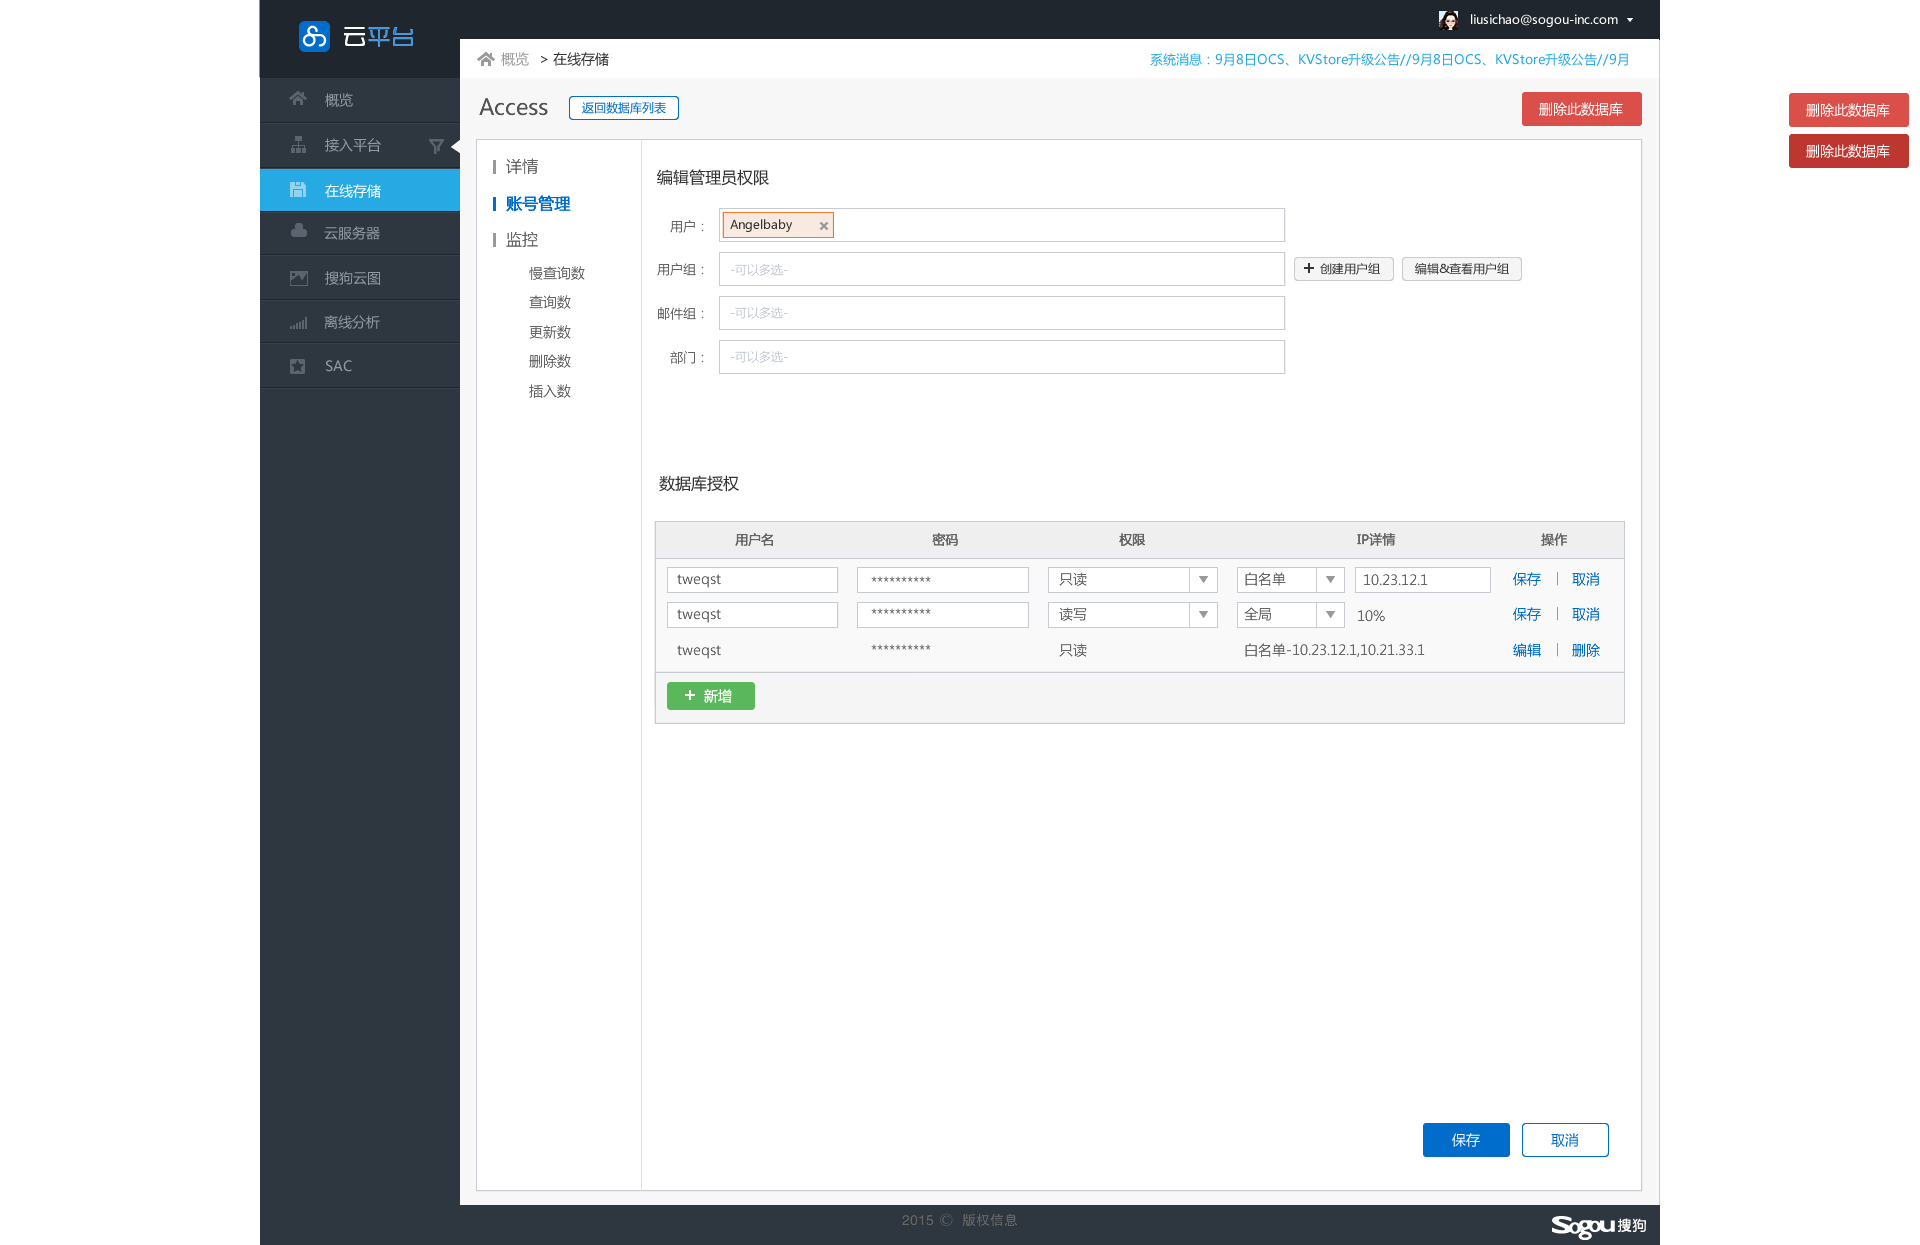 云平台
liusichao@sogou-inc.com
概览 > 在线存储
系统消息：9月8日OCS、KVStore升级公告//9月8日OCS、KVStore升级公告//9月
概览
接入平台
在线存储
云服务器
搜狗云图
离线分析
SAC
Access
返回数据库列表
删除此数据库
删除此数据库
删除此数据库
详情
账号管理
监控
慢查询数
查询数
更新数
删除数
插入数
编辑管理员权限
用户： Angelbaby
用户组： -可以多选- 创建用户组 编辑&查看用户组
邮件组： -可以多选-
部门： -可以多选-
数据库授权
用户名 密码 权限 IP详情 操作
tweqst ********** 只读 白名单 10.23.12.1 保存 | 取消
tweqst ********** 读写 全局 10% 保存 | 取消
tweqst ********** 只读 白名单-10.23.12.1,10.21.33.1 编辑 | 删除
+ 新增
保存 取消
2015 © 版权信息
Sogou搜狗